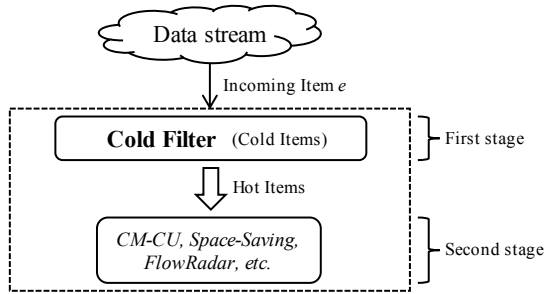 Data stream
Incoming Item e
Cold Filter (Cold Items)
First stage
Hot Items
CM-CU, Space-Saving,
FlowRadar, etc.
Second stage